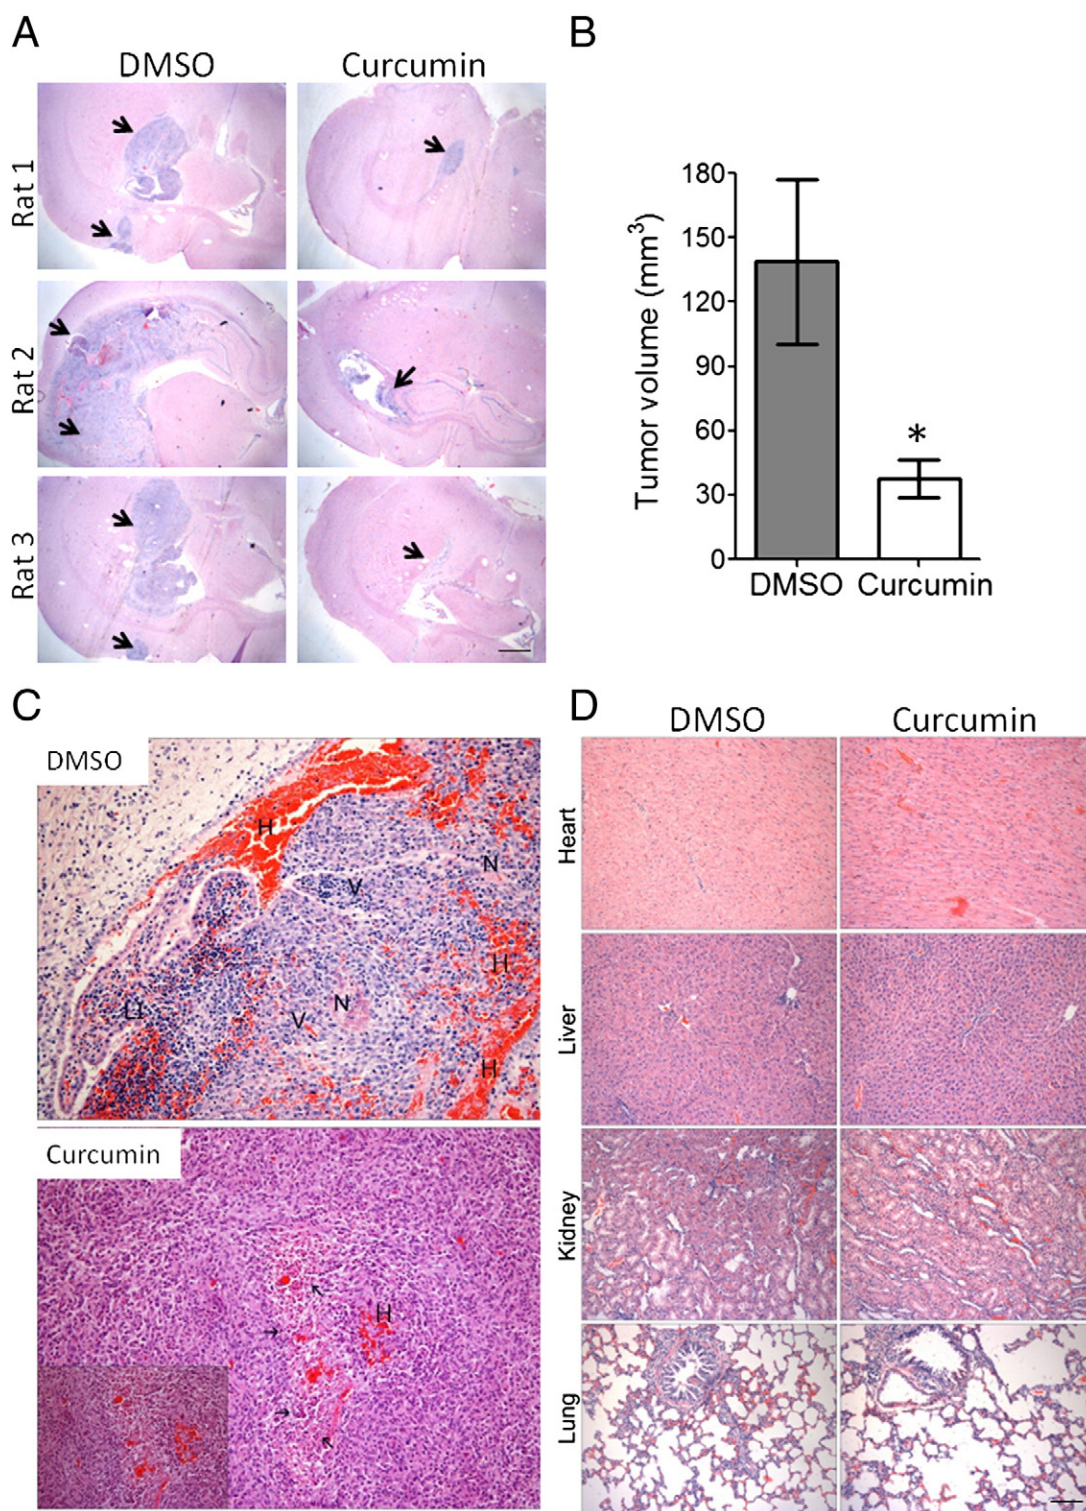 A
DMSO
Curcumin
Rat 1
Rat 2
Rat 3
B
Tumor volume (mm³)
180
150
120
90
60
30
0
*
DMSO
Curcumin
C
DMSO
H
N
V
H
N
LI
V
H
Curcumin
H
D
DMSO
Curcumin
Heart
Liver
Kidney
Lung